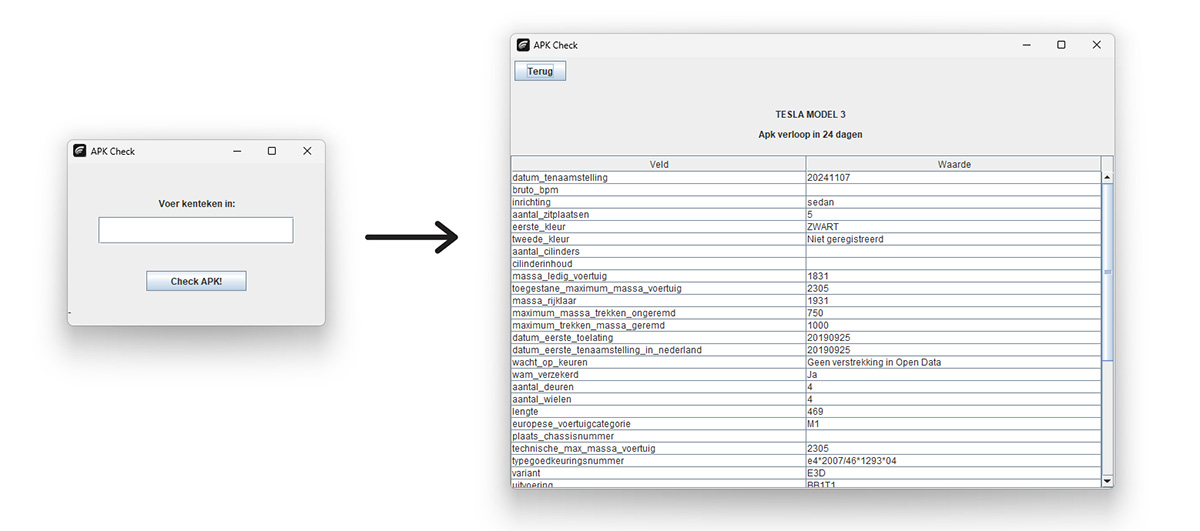 APK Check
Voer kenteken in:
Check APK!
-
APK Check
Terug
TESLA MODEL 3
Apk verloop in 24 dagen
Veld Waarde
datum_tenaamstelling 20241107
bruto_bpm
inrichting sedan
aantal_zitplaatsen 5
eerste_kleur ZWART
tweede_kleur Niet geregistreerd
aantal_cilinders
cilinderinhoud
massa_ledig_voertuig 1831
toegestane_maximum_massa_voertuig 2305
massa_rijklaar 1931
maximum_massa_trekken_ongeremd 750
maximum_trekken_massa_geremd 1000
datum_eerste_toelating 20190925
datum_eerste_tenaamstelling_in_nederland 20190925
wacht_op_keuren Geen verstrekking in Open Data
wam_verzekerd Ja
aantal_deuren 4
aantal_wielen 4
lengte 469
europese_voertuigcategorie M1
plaats_chassisnummer
technische_max_massa_voertuig 2305
typegoedkeuringsnummer e4*2007/46*1293*04
variant E3D
uitvoering BB1T1